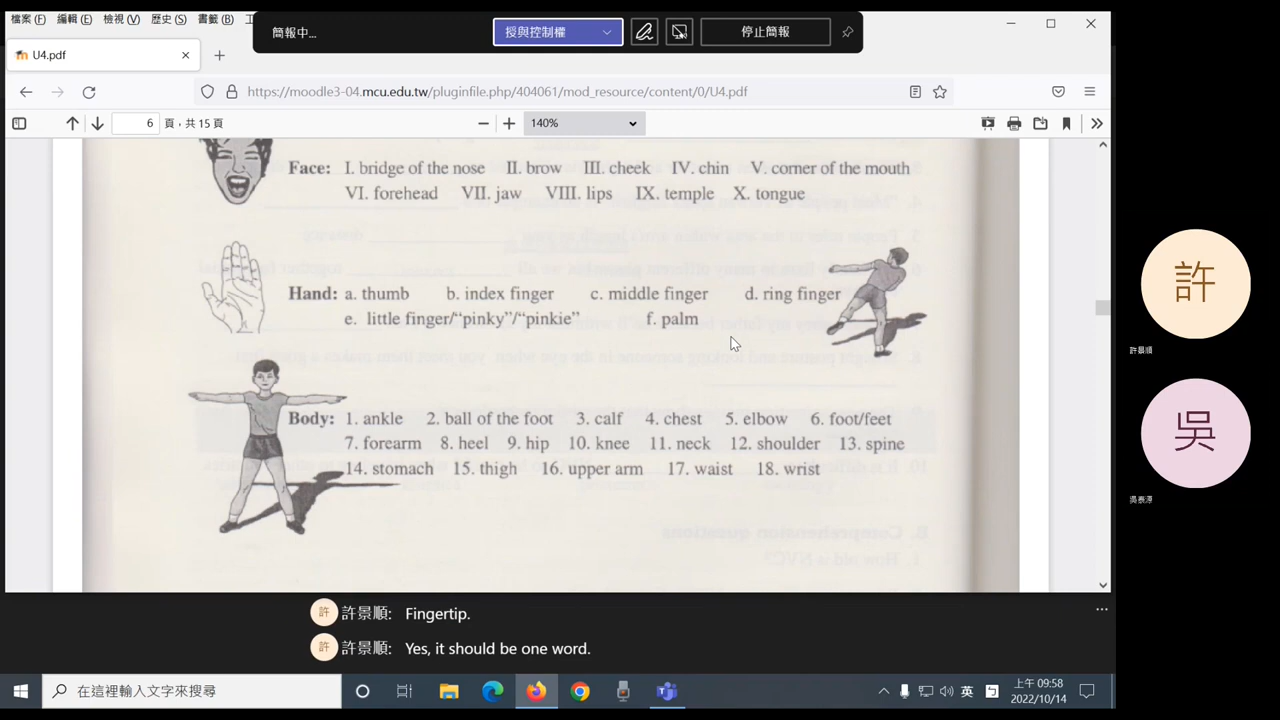 檔案(F) 編輯(E) 檢視(V) 歷史(S) 書籤(B)
簡報中... 授與控制權 停止簡報
U4.pdf
https://moodle3-04.mcu.edu.tw/pluginfile.php/404061/mod_resource/content/0/U4.pdf
6 頁，共 15 頁 140%
Face: I. bridge of the nose II. brow III. cheek IV. chin V. corner of the mouth
VI. forehead VII. jaw VIII. lips IX. temple X. tongue
Hand: a. thumb b. index finger c. middle finger d. ring finger
e. little finger/“pinky”/“pinkie” f. palm
Body: 1. ankle 2. ball of the foot 3. calf 4. chest 5. elbow 6. foot/feet
7. forearm 8. heel 9. hip 10. knee 11. neck 12. shoulder 13. spine
14. stomach 15. thigh 16. upper arm 17. waist 18. wrist
許
許景順
吳
許 許景順: Fingertip.
許 許景順: Yes, it should be one word.
在這裡輸入文字來搜尋
英
上午 09:58
2022/10/14